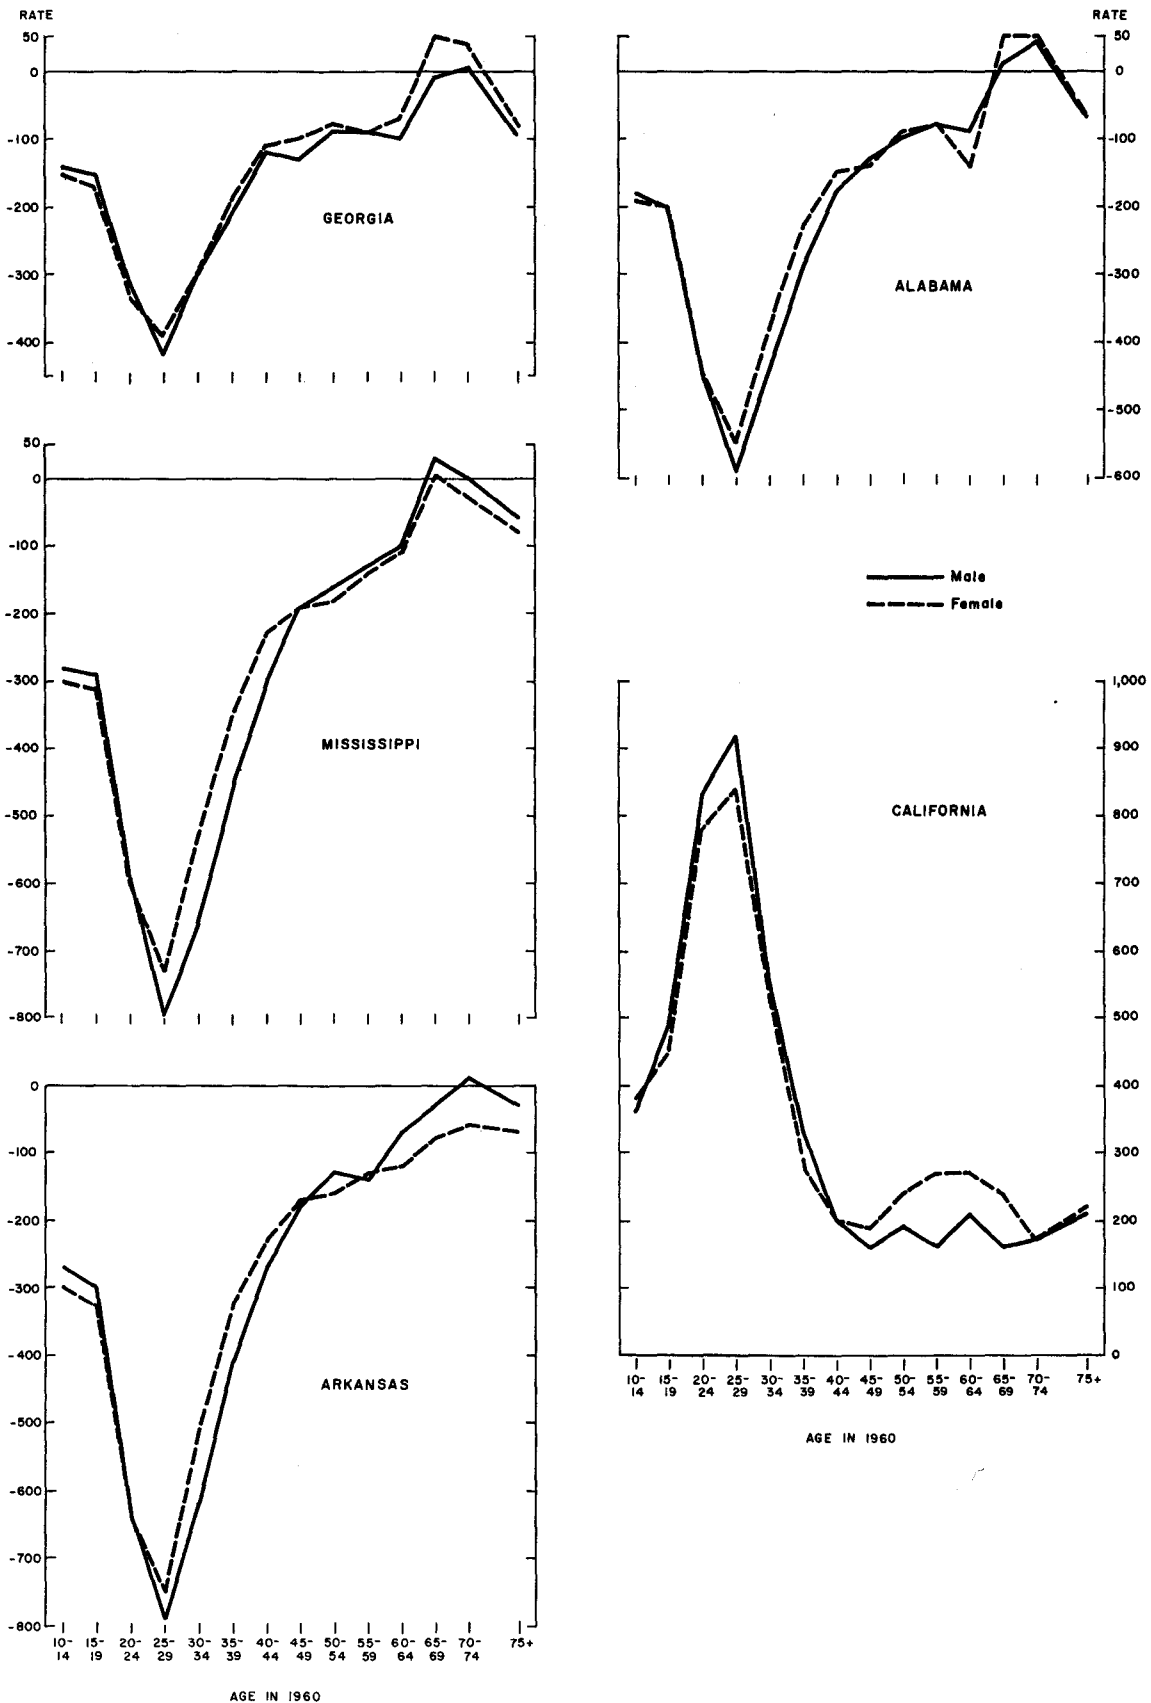 RATE
50
0
-100
-200
-300
-400
GEORGIA
RATE
50
0
-100
-200
-300
-400
-500
-600
ALABAMA
50
0
-100
-200
-300
-400
-500
-600
-700
-800
MISSISSIPPI
Male
Female
1,000
900
800
700
600
500
400
300
200
100
0
CALIFORNIA
10- 15- 20- 25- 30- 35- 40- 45- 50- 55- 60- 65- 70- 75+
14 19 24 29 34 39 44 49 54 59 64 69 74
AGE IN 1960
0
-100
-200
-300
-400
-500
-600
-700
-800
ARKANSAS
10- 15- 20- 25- 30- 35- 40- 45- 50- 55- 60- 65- 70- 75+
14 19 24 29 34 39 44 49 54 59 64 69 74
AGE IN 1960